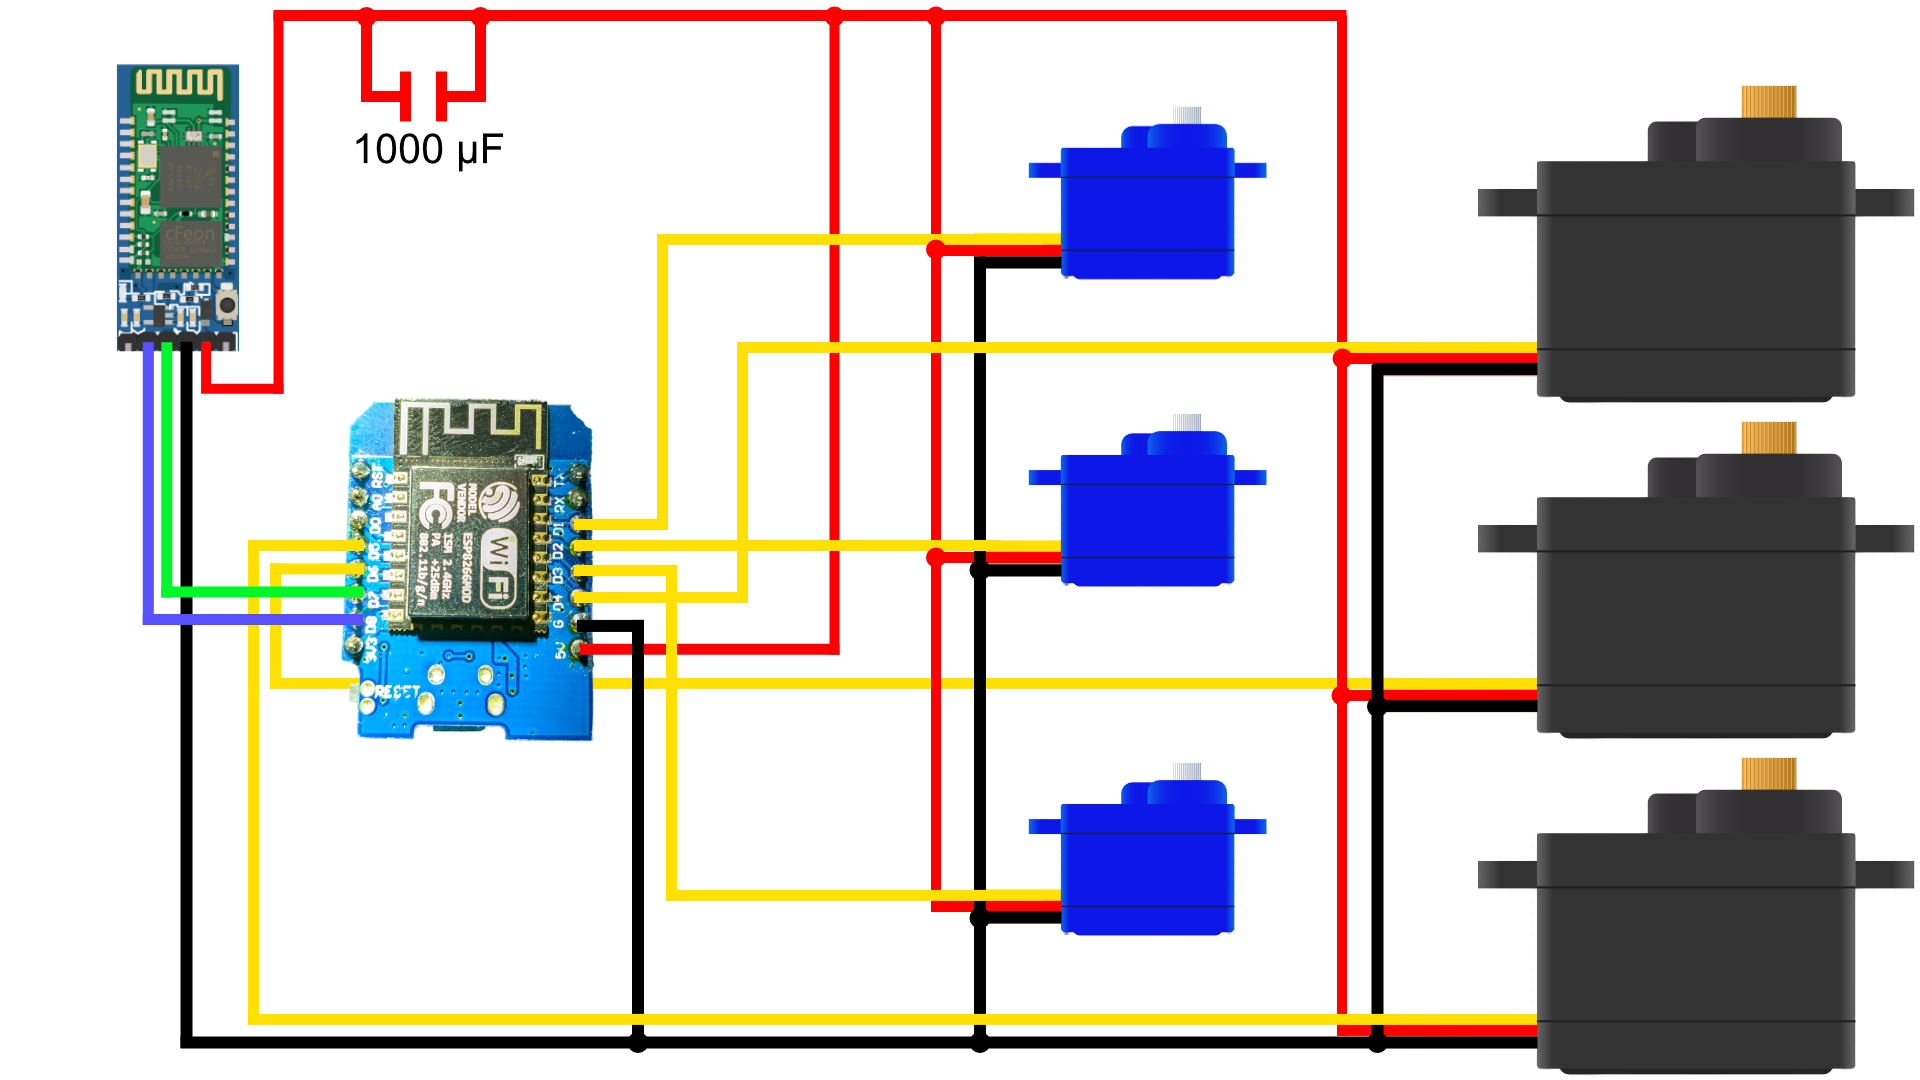 1000 µF
cFeon
RST
A0
D0
D6
D7
D8
3V3
RESET
TX
RX
D1
D2
D3
D4
G
5V
MODEL
VENDOR
ESP8266MOD
ISM 2.4GHz
PA +25dBm
802.11b/g/n
FC
WiFi